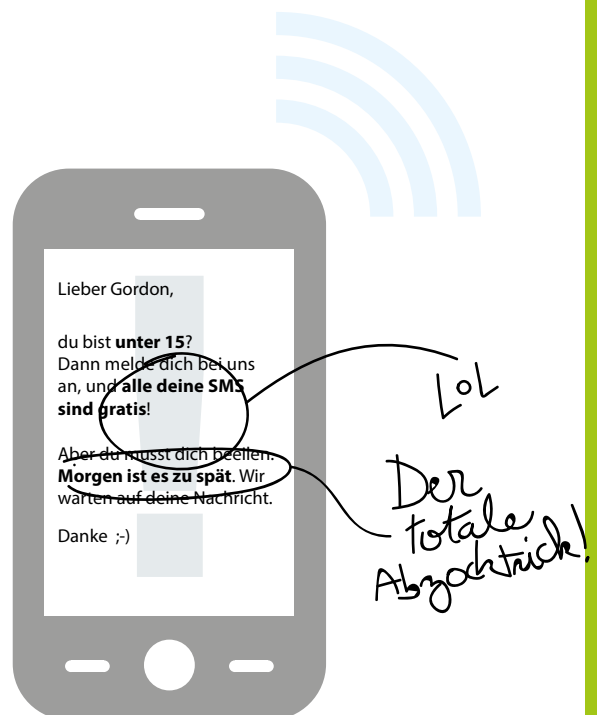 Lieber Gordon,
du bist unter 15?
Dann melde dich bei uns
an, und alle deine SMS
sind gratis!
Aber du musst dich beeilen.
Morgen ist es zu spät. Wir
warten auf deine Nachricht.
Danke ;-)
LoL
Der
totale
Abzocktrick!